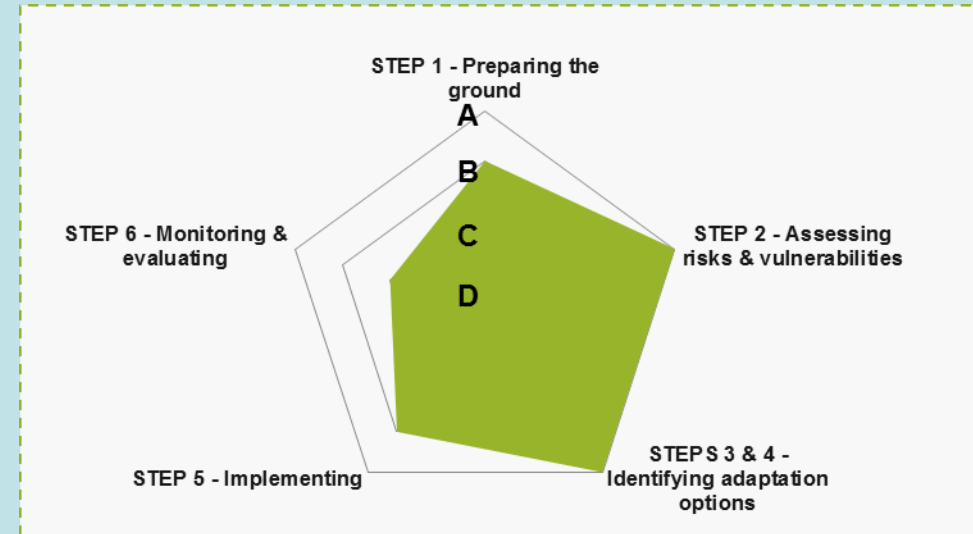 STEP 1 - Preparing the
ground
A
B
C
D
STEP 6 - Monitoring &
evaluating
STEP 2 - Assessing
risks & vulnerabilities
STEP 5 - Implementing
STEPS 3 & 4 -
Identifying adaptation
options